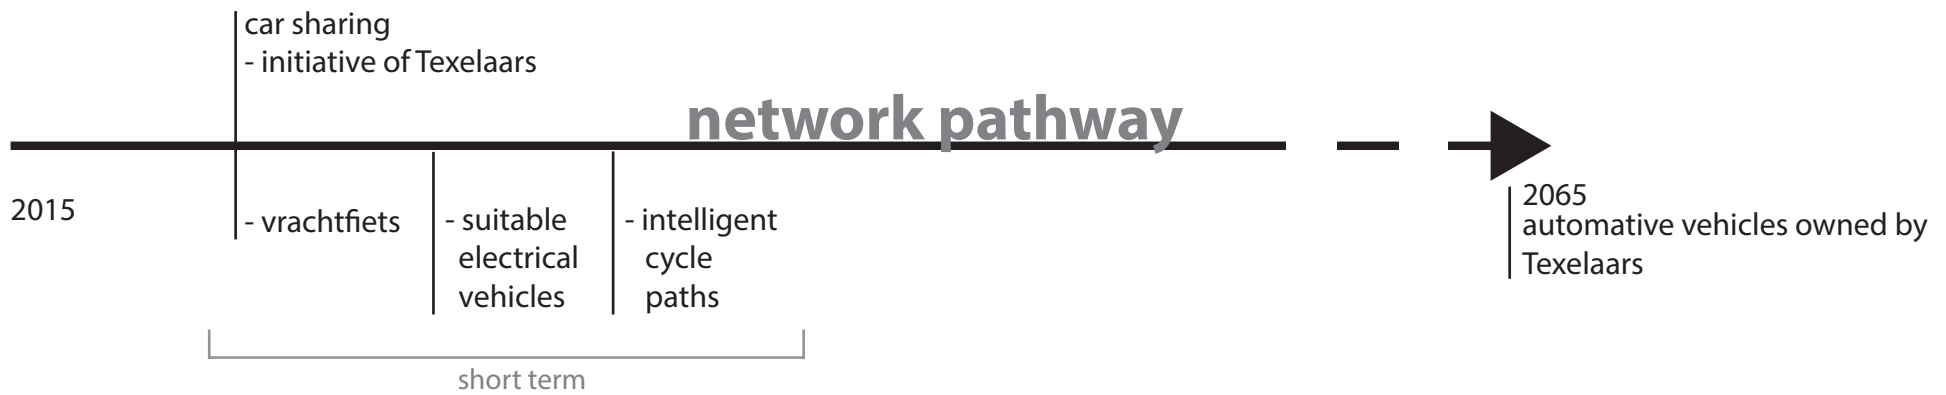 car sharing
- initiative of Texelaars
network pathway
2015
- vrachtfiets
- suitable
electrical
vehicles
- intelligent
cycle
paths
2065
automative vehicles owned by
Texelaars
short term